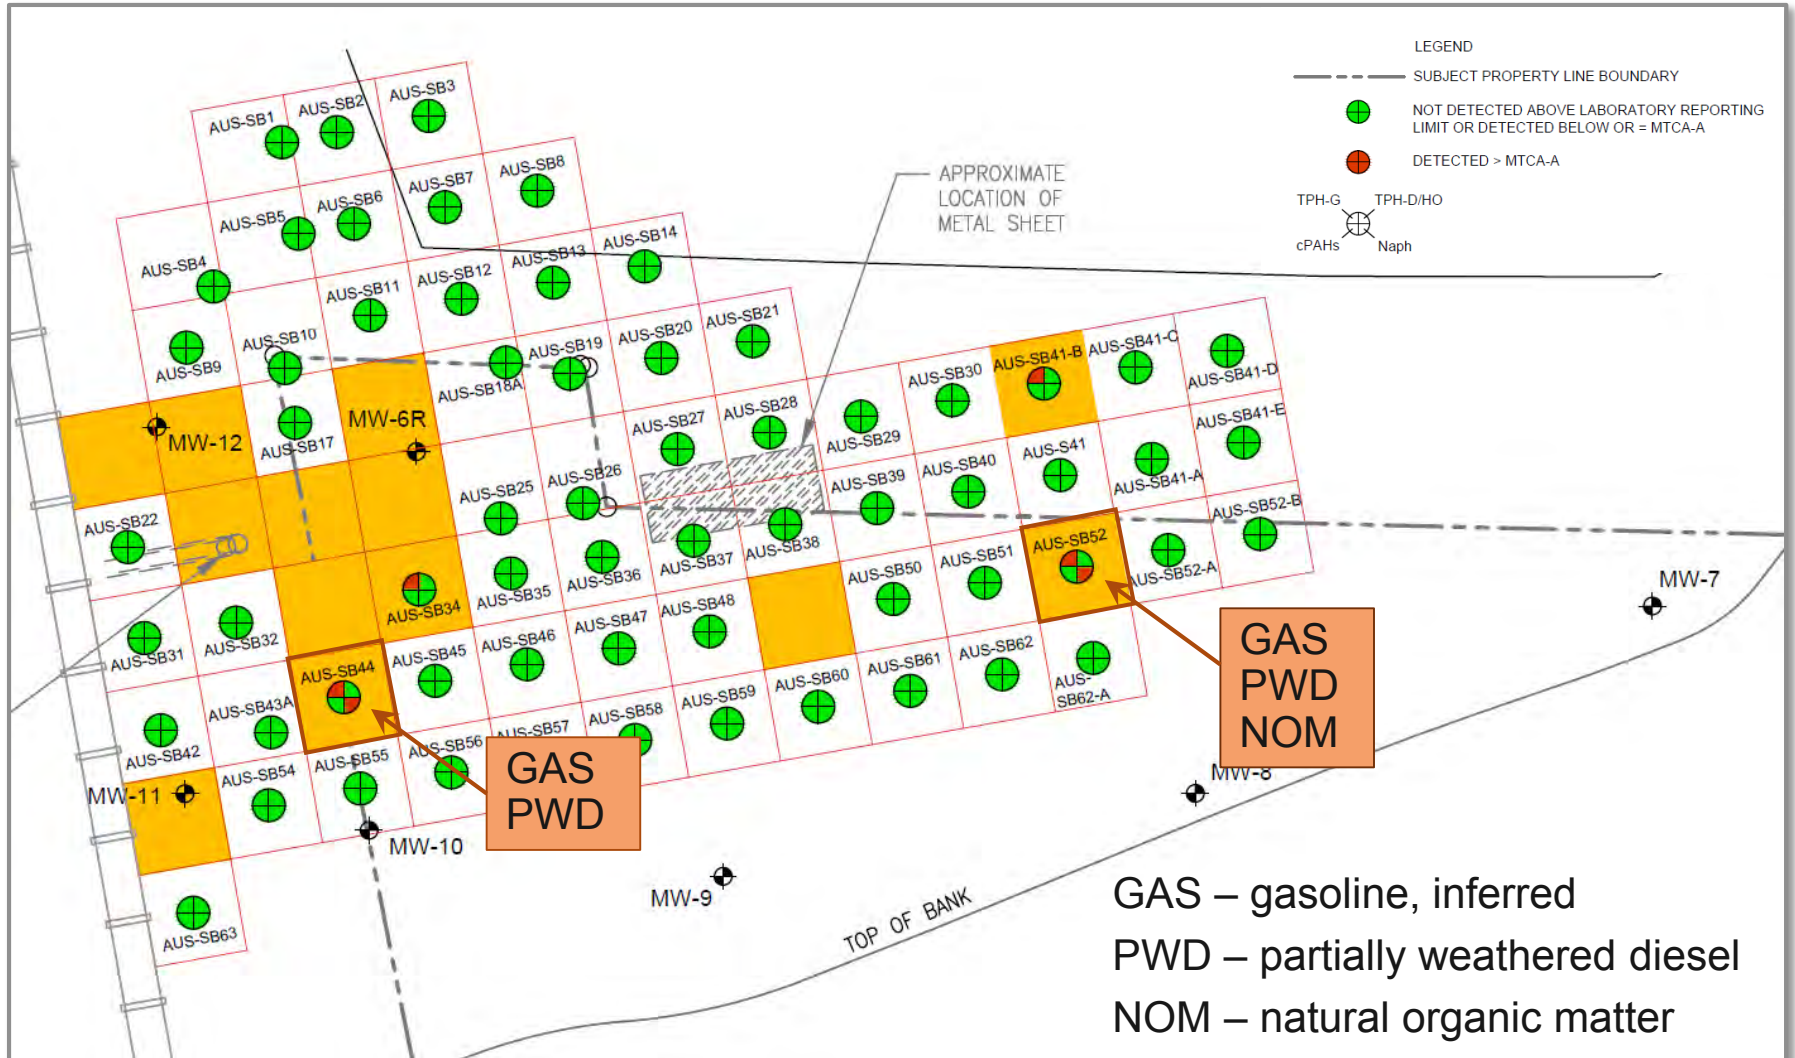 LEGEND
SUBJECT PROPERTY LINE BOUNDARY
NOT DETECTED ABOVE LABORATORY REPORTING
LIMIT OR DETECTED BELOW OR = MTCA-A
DETECTED > MTCA-A
TPH-G
TPH-D/HO
cPAHs
Naph
APPROXIMATE
LOCATION OF
METAL SHEET
AUS-SB1
AUS-SB2
AUS-SB3
AUS-SB4
AUS-SB5
AUS-SB6
AUS-SB7
AUS-SB8
AUS-SB9
AUS-SB10
AUS-SB11
AUS-SB12
AUS-SB13
AUS-SB14
MW-12
AUS-SB17
MW-6R
AUS-SB18A
AUS-SB19
AUS-SB20
AUS-SB21
AUS-SB22
AUS-SB25
AUS-SB26
AUS-SB27
AUS-SB28
AUS-SB29
AUS-SB30
AUS-SB41-B
AUS-SB41-C
AUS-SB41-D
AUS-SB31
AUS-SB32
AUS-SB34
AUS-SB35
AUS-SB36
AUS-SB37
AUS-SB38
AUS-SB39
AUS-SB40
AUS-S41
AUS-SB41-A
AUS-SB41-E
AUS-SB42
AUS-SB43A
AUS-SB44
AUS-SB45
AUS-SB46
AUS-SB47
AUS-SB48
AUS-SB50
AUS-SB51
AUS-SB52
AUS-SB52-A
AUS-SB52-B
MW-11
AUS-SB54
AUS-SB55
AUS-SB56
AUS-SB57
AUS-SB58
AUS-SB59
AUS-SB60
AUS-SB61
AUS-SB62
AUS-
SB62-A
AUS-SB63
MW-10
MW-9
MW-8
MW-7
GAS
PWD
GAS
PWD
NOM
TOP OF BANK
GAS – gasoline, inferred
PWD – partially weathered diesel
NOM – natural organic matter